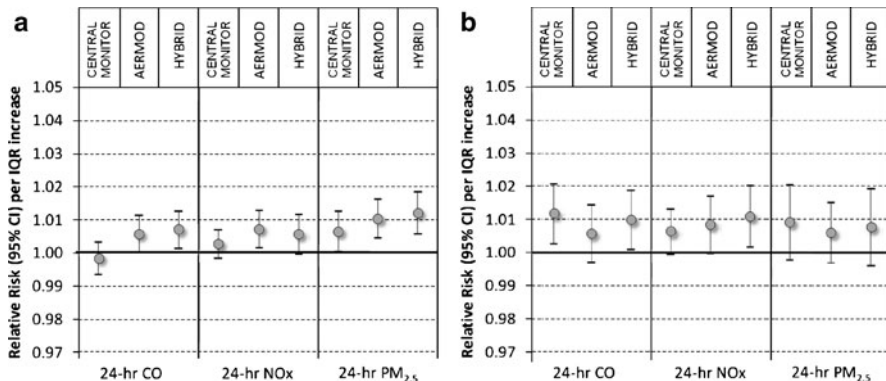 a
CENTRAL MONITOR
AERMOD
HYBRID
CENTRAL MONITOR
AERMOD
HYBRID
CENTRAL MONITOR
AERMOD
HYBRID
Relative Risk (95% CI) per IQR increase
1.05
1.04
1.03
1.02
1.01
1.00
0.99
0.98
0.97
24-hr CO
24-hr NOx
24-hr PM2.5
b
CENTRAL MONITOR
AERMOD
HYBRID
CENTRAL MONITOR
AERMOD
HYBRID
CENTRAL MONITOR
AERMOD
HYBRID
Relative Risk (95% CI) per IQR increase
1.05
1.04
1.03
1.02
1.01
1.00
0.99
0.98
0.97
24-hr CO
24-hr NOx
24-hr PM2.5